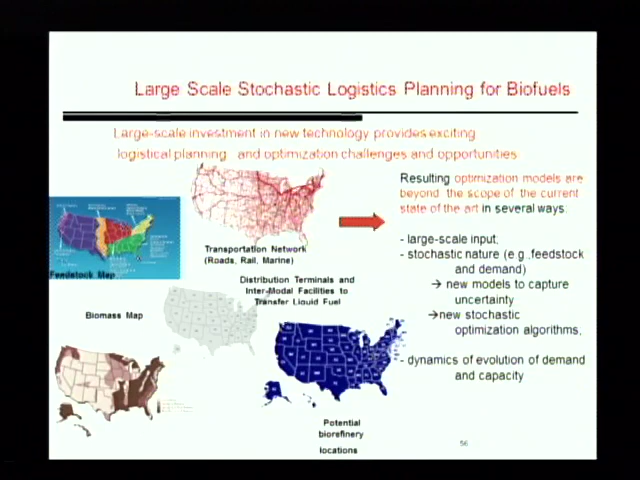 Large Scale Stochastic Logistics Planning for Biofuels
Large-scale investment in new technology provides exciting
logistical planning and optimization challenges and opportunities
Resulting optimization models are
beyond the scope of the current
state of the art in several ways:
- large-scale input,
- stochastic nature (e.g.,feedstock
and demand)
→ new models to capture
uncertainty
→new stochastic
optimization algorithms,
- dynamics of evolution of demand
and capacity
Transportation Network
(Roads, Rail, Marine)
Feedstock Map
Distribution Terminals and
Inter-Modal Facilities to
Transfer Liquid Fuel
Biomass Map
Potential
biorefinery
locations
56